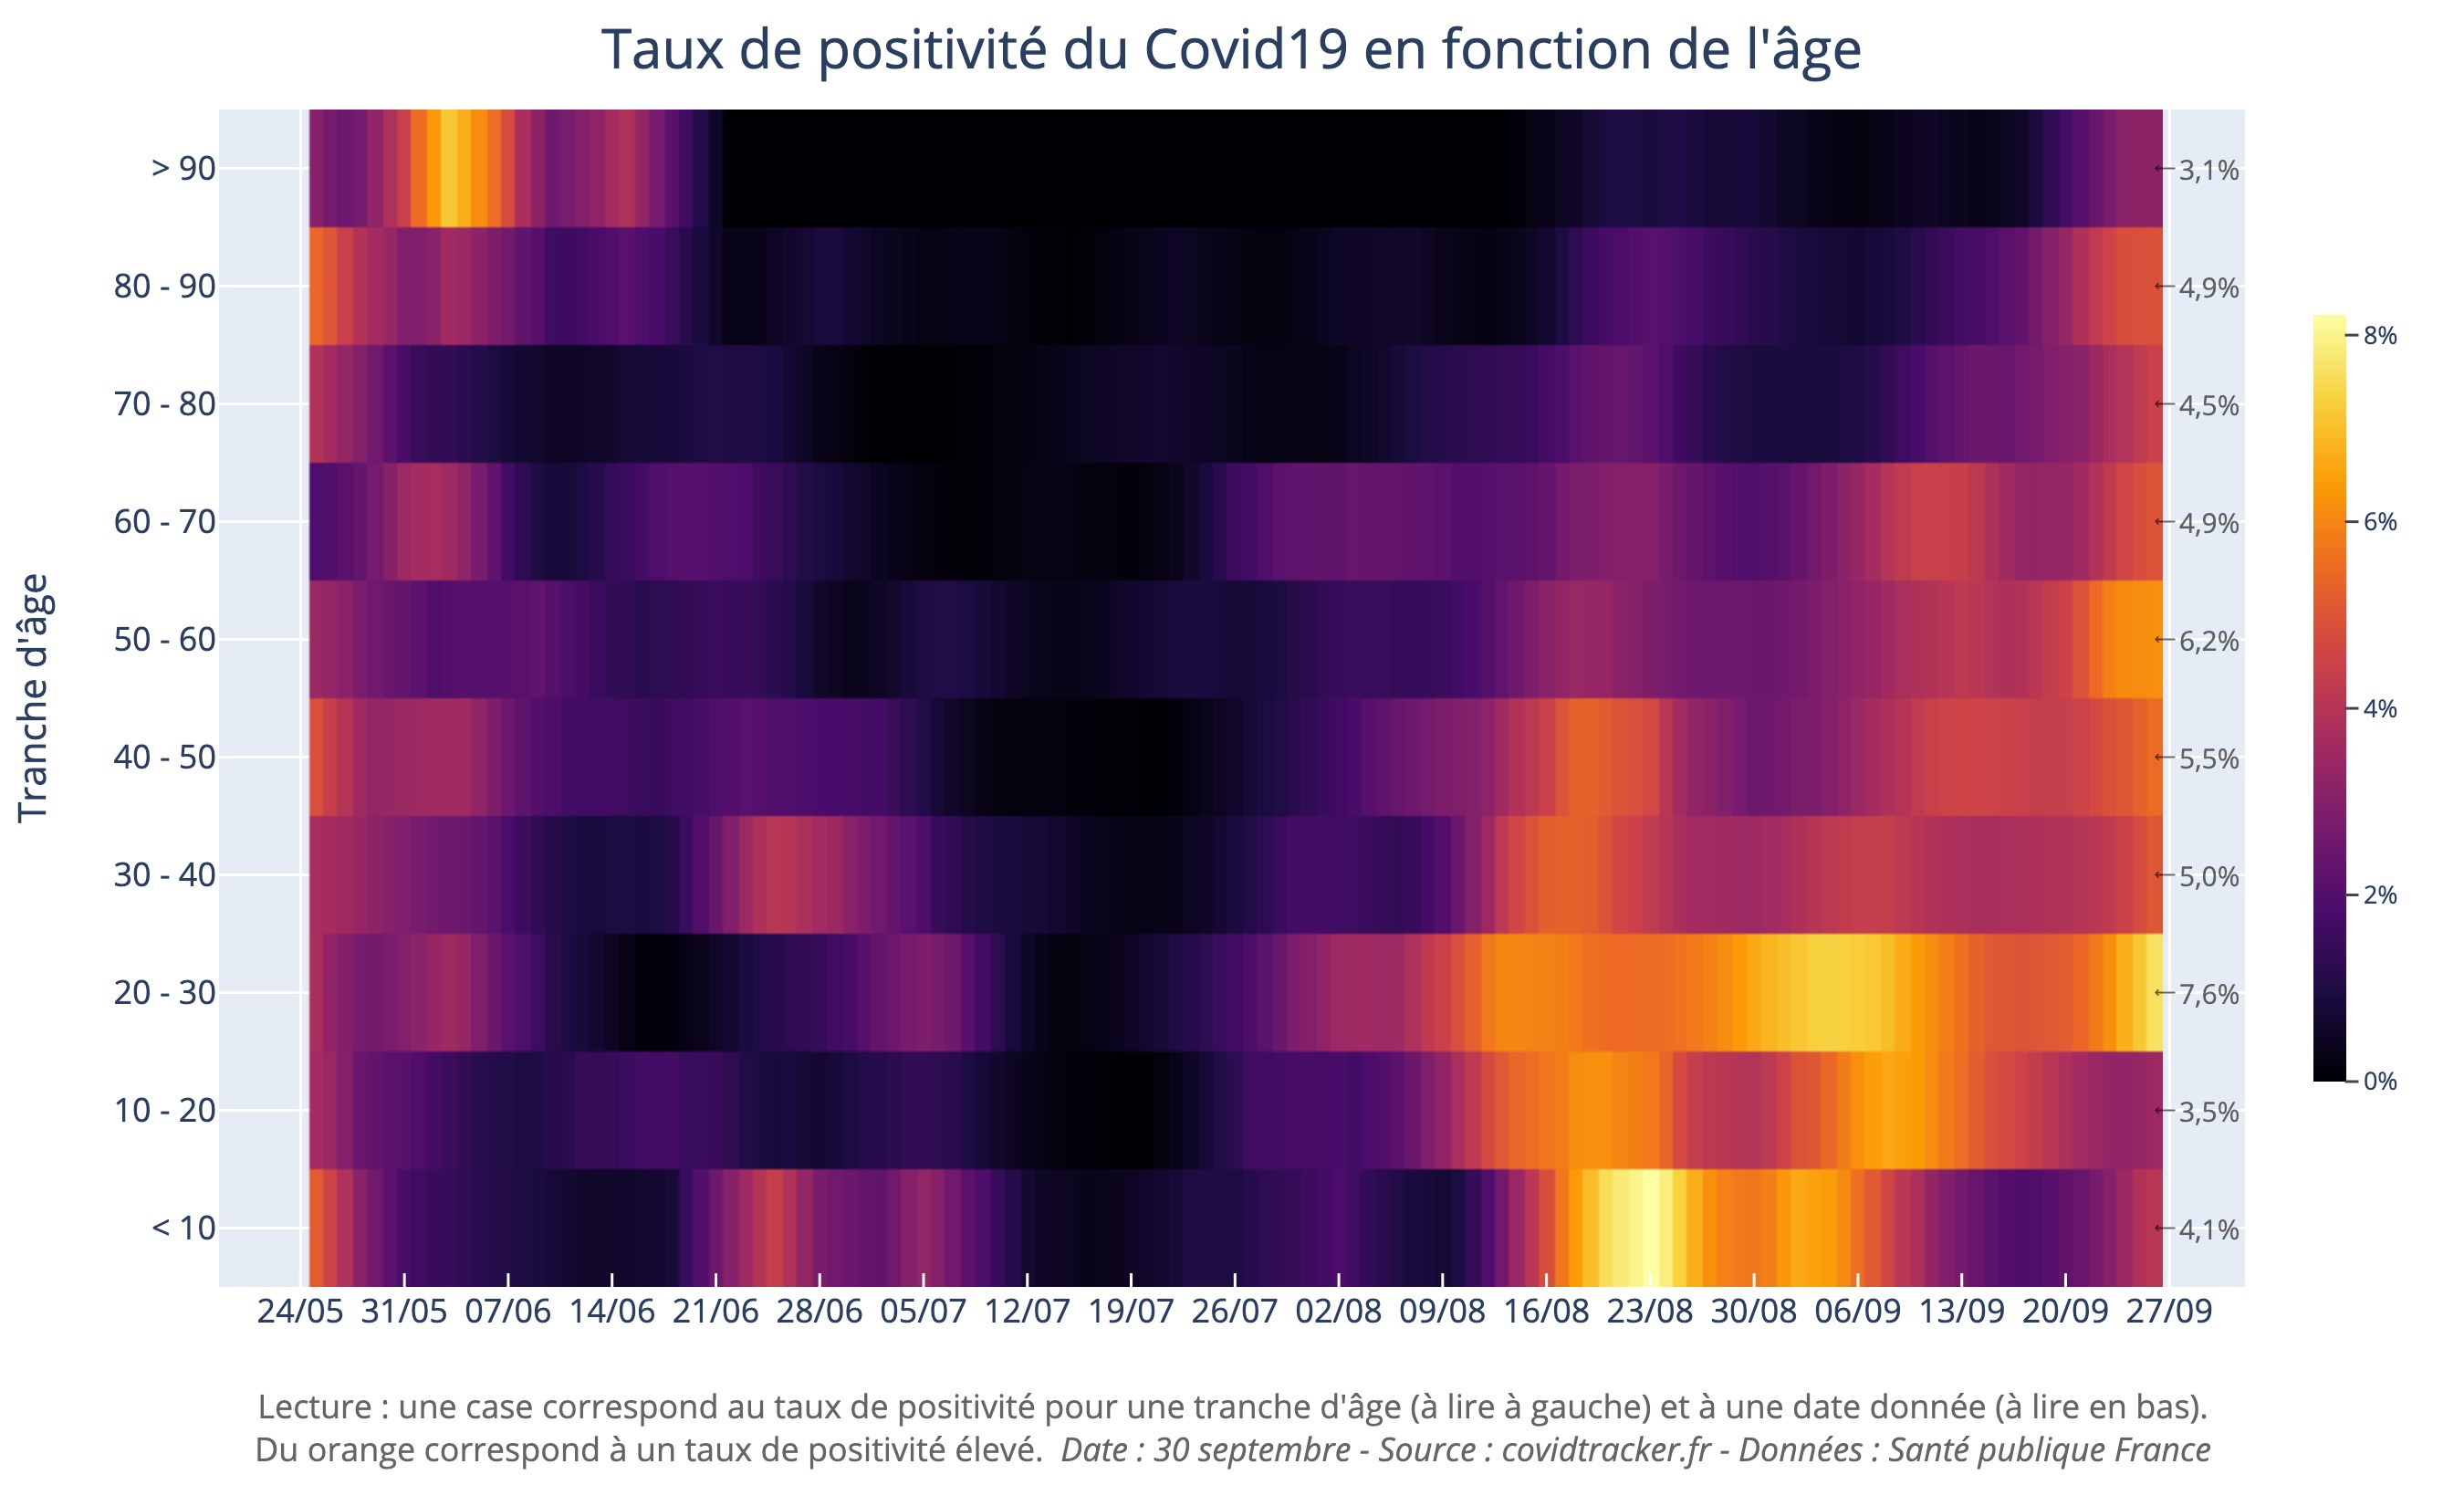 Taux de positivité du Covid19 en fonction de l'âge
Tranche d'âge
> 90
80 - 90
70 - 80
60 - 70
50 - 60
40 - 50
30 - 40
20 - 30
10 - 20
< 10
3,1%
4,9%
4,5%
4,9%
6,2%
5,5%
5,0%
7,6%
3,5%
4,1%
8%
6%
4%
2%
0%
24/05 31/05 07/06 14/06 21/06 28/06 05/07 12/07 19/07 26/07 02/08 09/08 16/08 23/08 30/08 06/09 13/09 20/09 27/09
Lecture : une case correspond au taux de positivité pour une tranche d'âge (à lire à gauche) et à une date donnée (à lire en bas).
Du orange correspond à un taux de positivité élevé. Date : 30 septembre - Source : covidtracker.fr - Données : Santé publique France